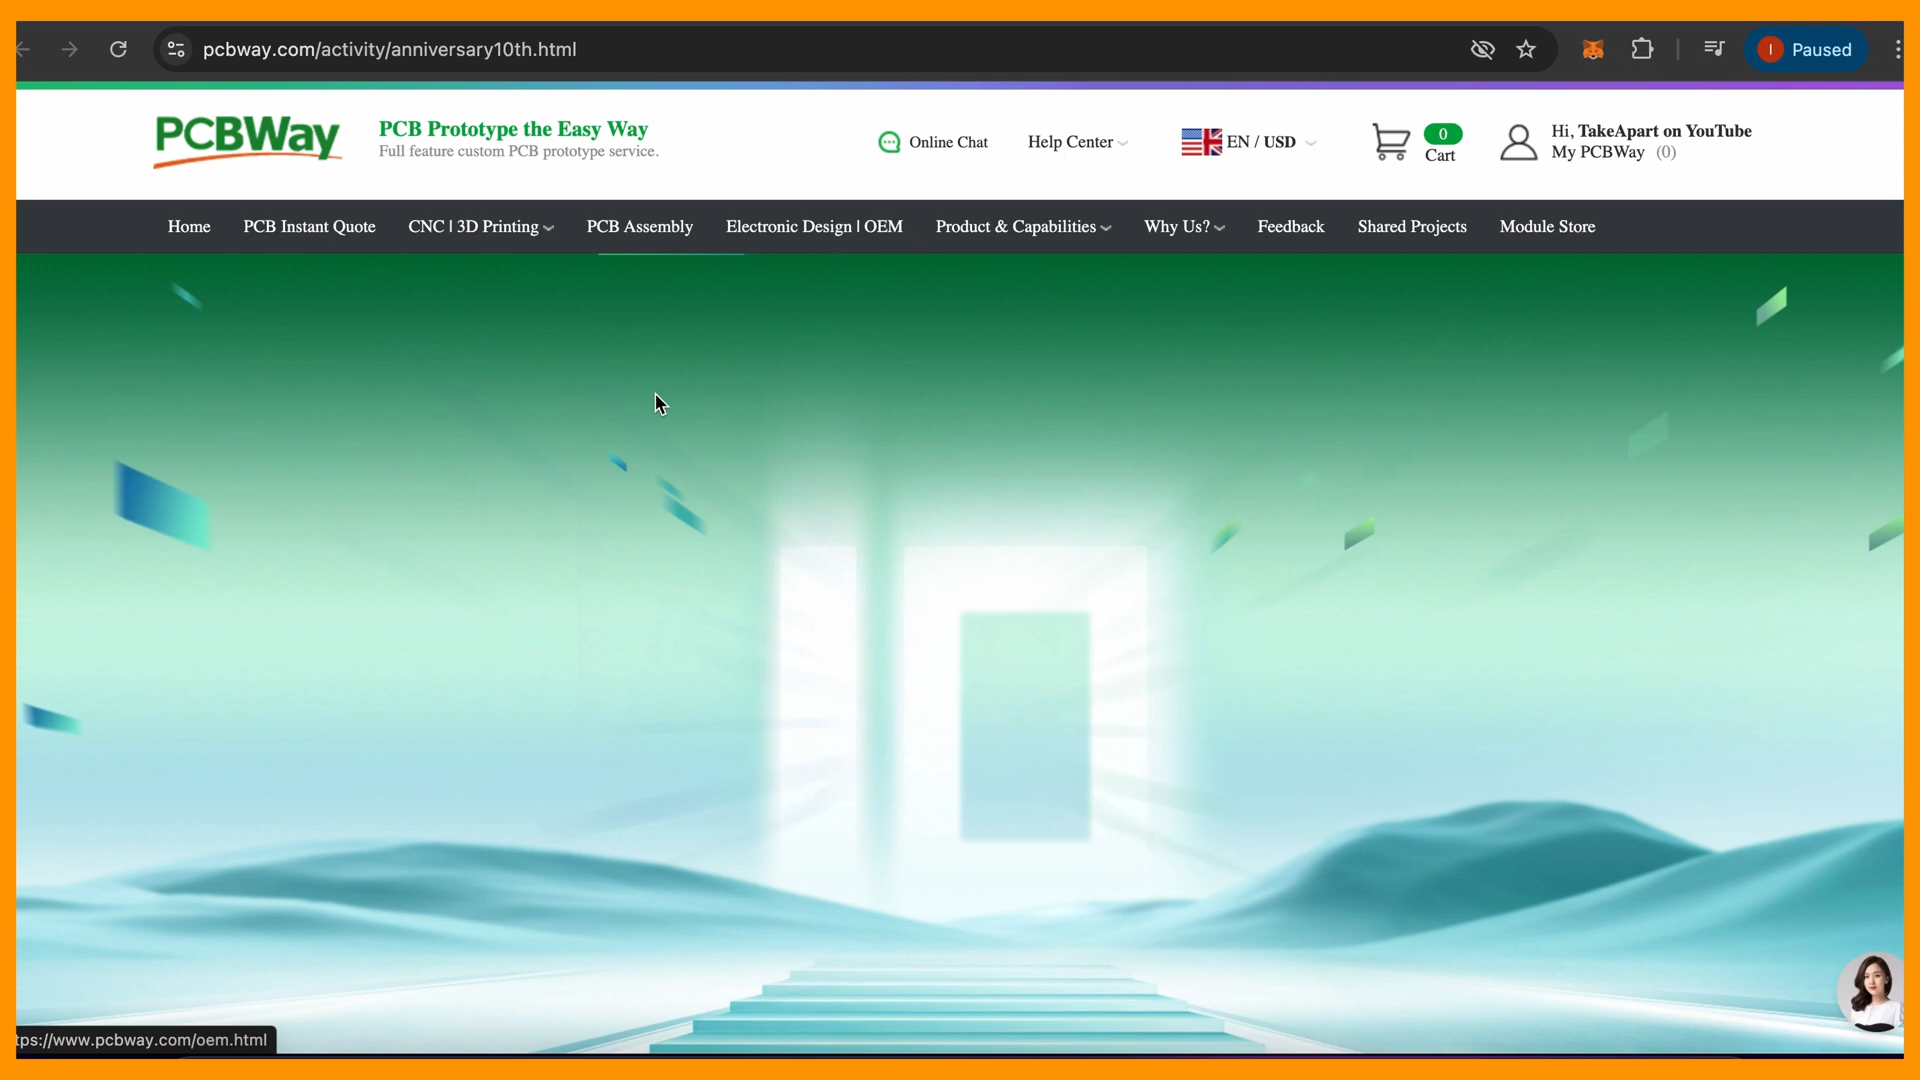 pcbway.com/activity/anniversary10th.html
I Paused
PCBWay
PCB Prototype the Easy Way
Full feature custom PCB prototype service.
Online Chat
Help Center
EN / USD
0
Cart
Hi, TakeApart on YouTube
My PCBWay (0)
Home
PCB Instant Quote
CNC | 3D Printing
PCB Assembly
Electronic Design | OEM
Product & Capabilities
Why Us?
Feedback
Shared Projects
Module Store
tps://www.pcbway.com/oem.html